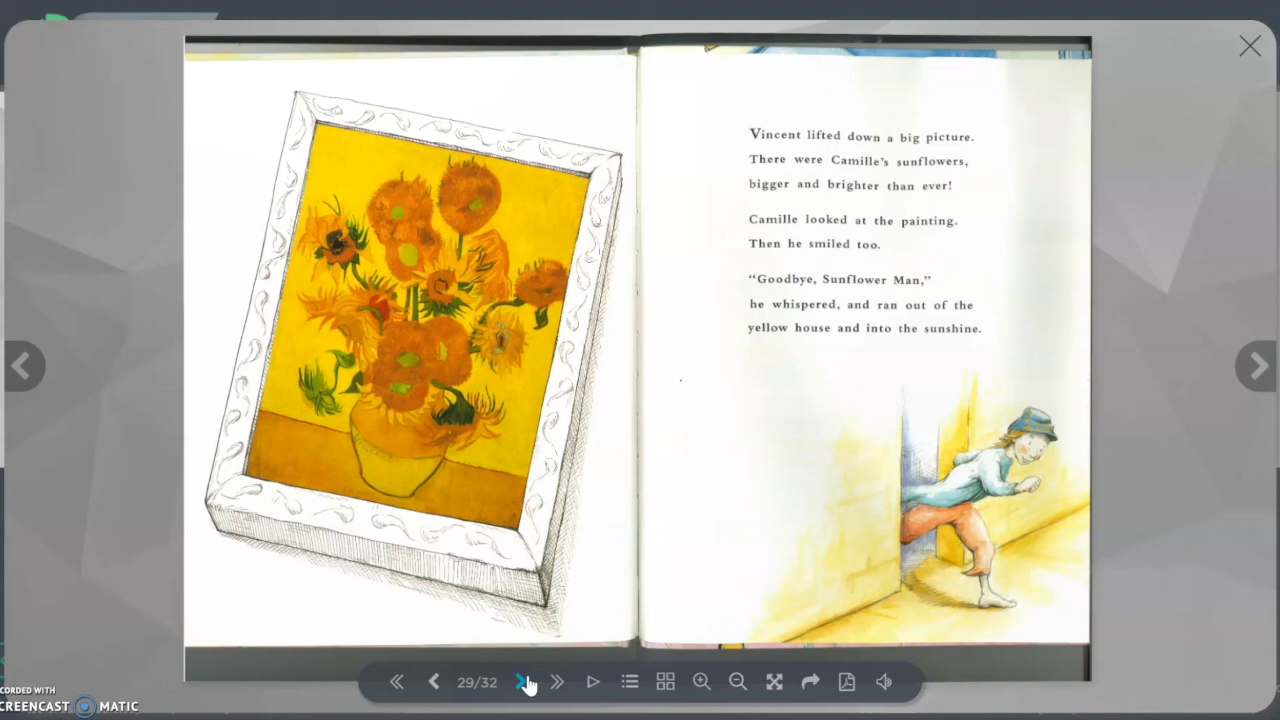 Vincent lifted down a big picture.
There were Camille's sunflowers,
bigger and brighter than ever!
Camille looked at the painting.
Then he smiled too.
“Goodbye, Sunflower Man,”
he whispered, and ran out of the
yellow house and into the sunshine.
29/32
CORDED WITH
CREENCAST MATIC